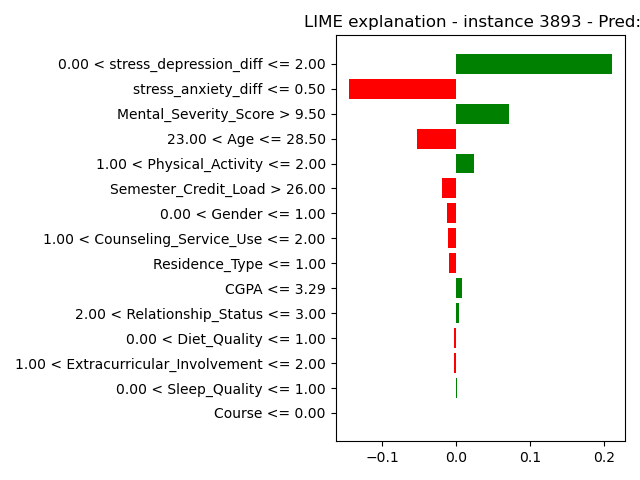 LIME explanation - instance 3893 - Pred:
0.00 < stress_depression_diff <= 2.00
stress_anxiety_diff <= 0.50
Mental_Severity_Score > 9.50
23.00 < Age <= 28.50
1.00 < Physical_Activity <= 2.00
Semester_Credit_Load > 26.00
0.00 < Gender <= 1.00
1.00 < Counseling_Service_Use <= 2.00
Residence_Type <= 1.00
CGPA <= 3.29
2.00 < Relationship_Status <= 3.00
0.00 < Diet_Quality <= 1.00
1.00 < Extracurricular_Involvement <= 2.00
0.00 < Sleep_Quality <= 1.00
Course <= 0.00
−0.1 0.0 0.1 0.2